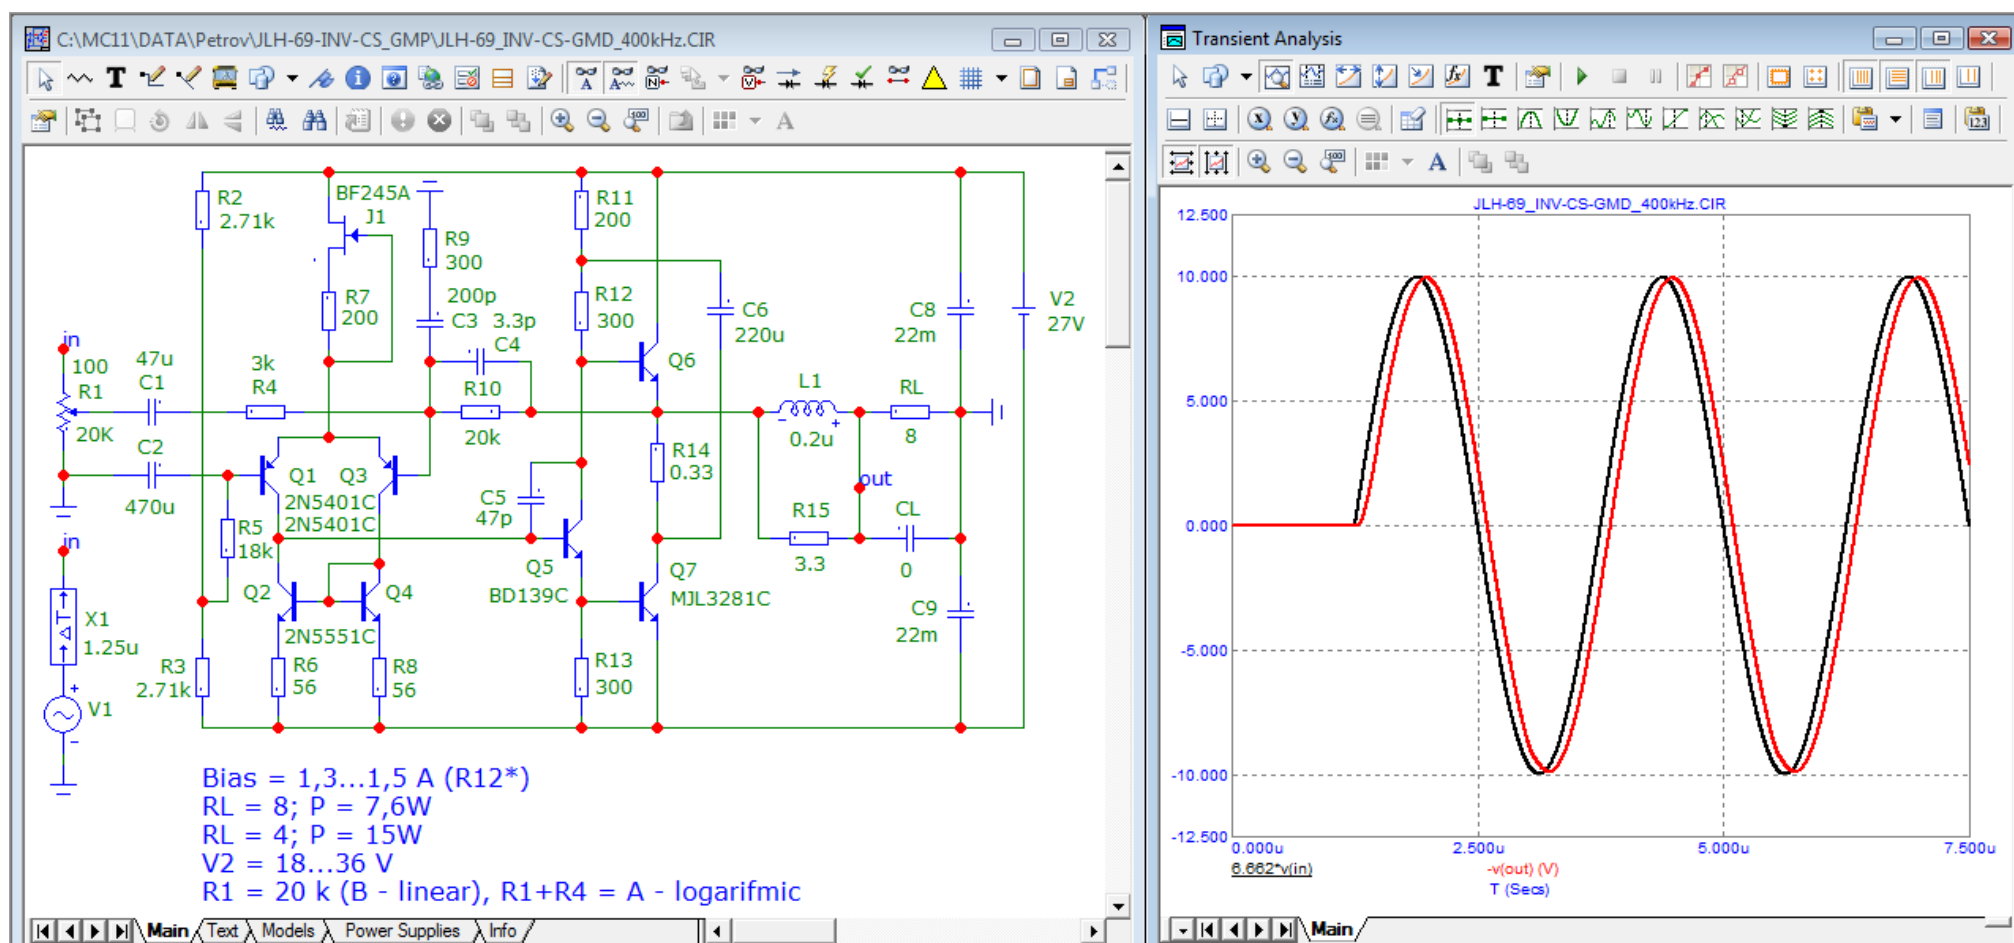 C:\MC11\DATA\Petrov\JLH-69-INV-CS_GMP\JLH-69_INV-CS-GMD_400kHz.CIR
R2
2.71k
BF245A
J1
R9
300
R11
200
R7
200
200p
C3
3.3p
C4
R12
300
C6
220u
C8
22m
V2
27V
in
100
R1
20K
47u
C1
3k
R4
R10
20k
Q6
L1
0.2u
RL
8
C2
470u
Q1
Q3
2N5401C
2N5401C
R14
0.33
out
C5
47p
R5
18k
R15
3.3
CL
0
in
Q2
Q4
Q5
BD139C
Q7
MJL3281C
X1
ΔT
1.25u
2N5551C
C9
22m
R3
2.71k
R6
56
R8
56
R13
300
V1
Bias = 1,3...1,5 A (R12*)
RL = 8; P = 7,6W
RL = 4; P = 15W
V2 = 18...36 V
R1 = 20 k (B - linear), R1+R4 = A - logarifmic
Main
Text
Models
Power Supplies
Info
Transient Analysis
JLH-69_INV-CS-GMD_400kHz.CIR
12.500
10.000
5.000
0.000
-5.000
-10.000
-12.500
0.000u
2.500u
5.000u
7.500u
6.662*v(in)
-v(out) (V)
T (Secs)
Main